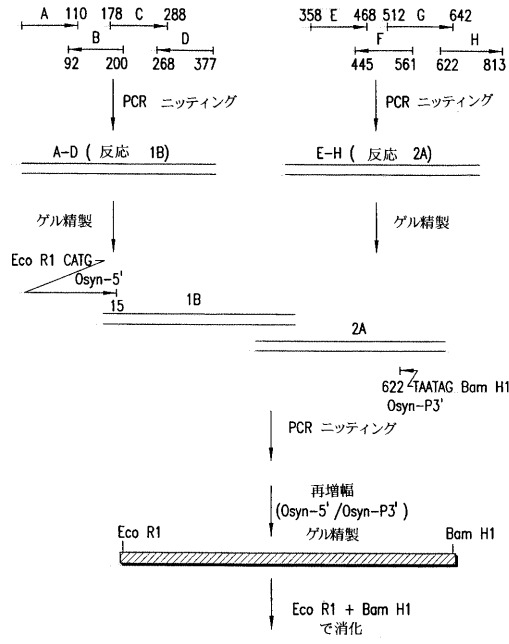 A 110 178 288
C
B D
92 200 268 377
358 E 468 512 G 642
F H
445 561 622 813
PCR ニッティング
PCR ニッティング
A-D ( 反応 1B)
E-H ( 反応 2A)
ゲル精製
ゲル精製
Eco R1 CATG
Osyn-5'
15
1B
2A
622 TAATAG Bam H1
Osyn-P3'
PCR ニッティング
再増幅
(Osyn-5'/Osyn-P3')
ゲル精製
Eco R1
Bam H1
Eco R1 + Bam H1
で消化